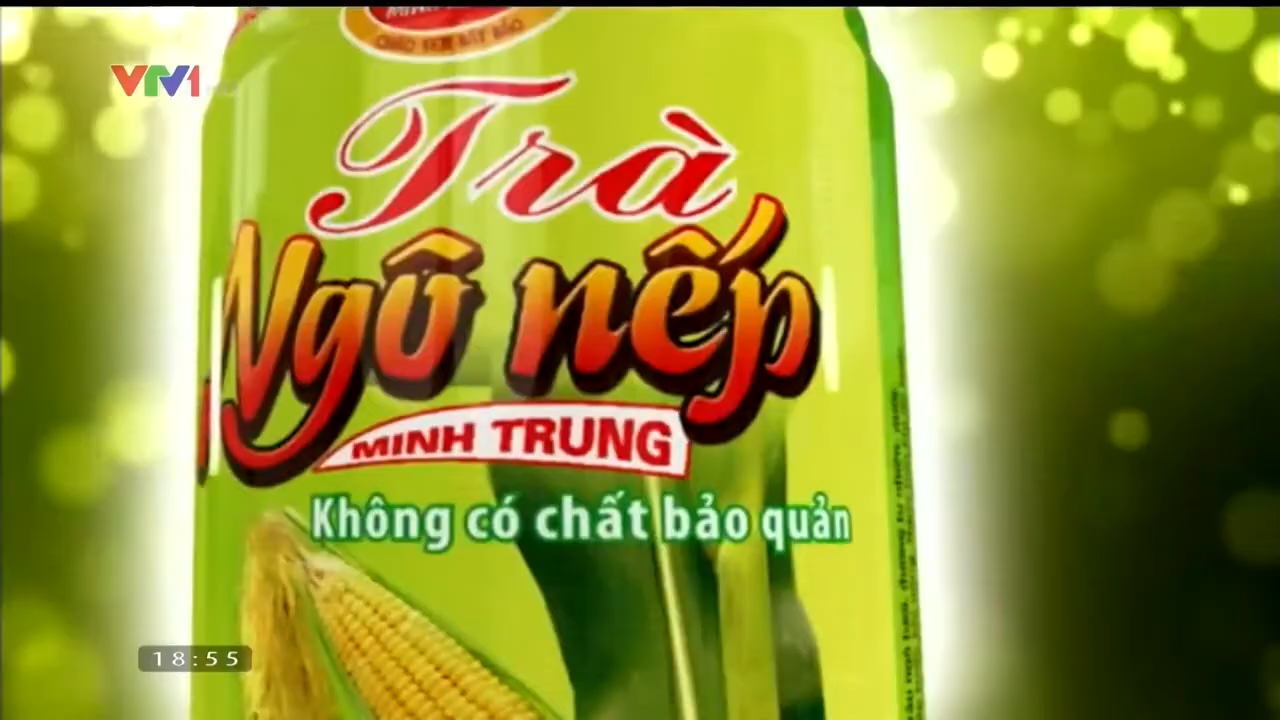 VTV1
Trà
Ngô nếp
MINH TRUNG
Không có chất bảo quản
18:55